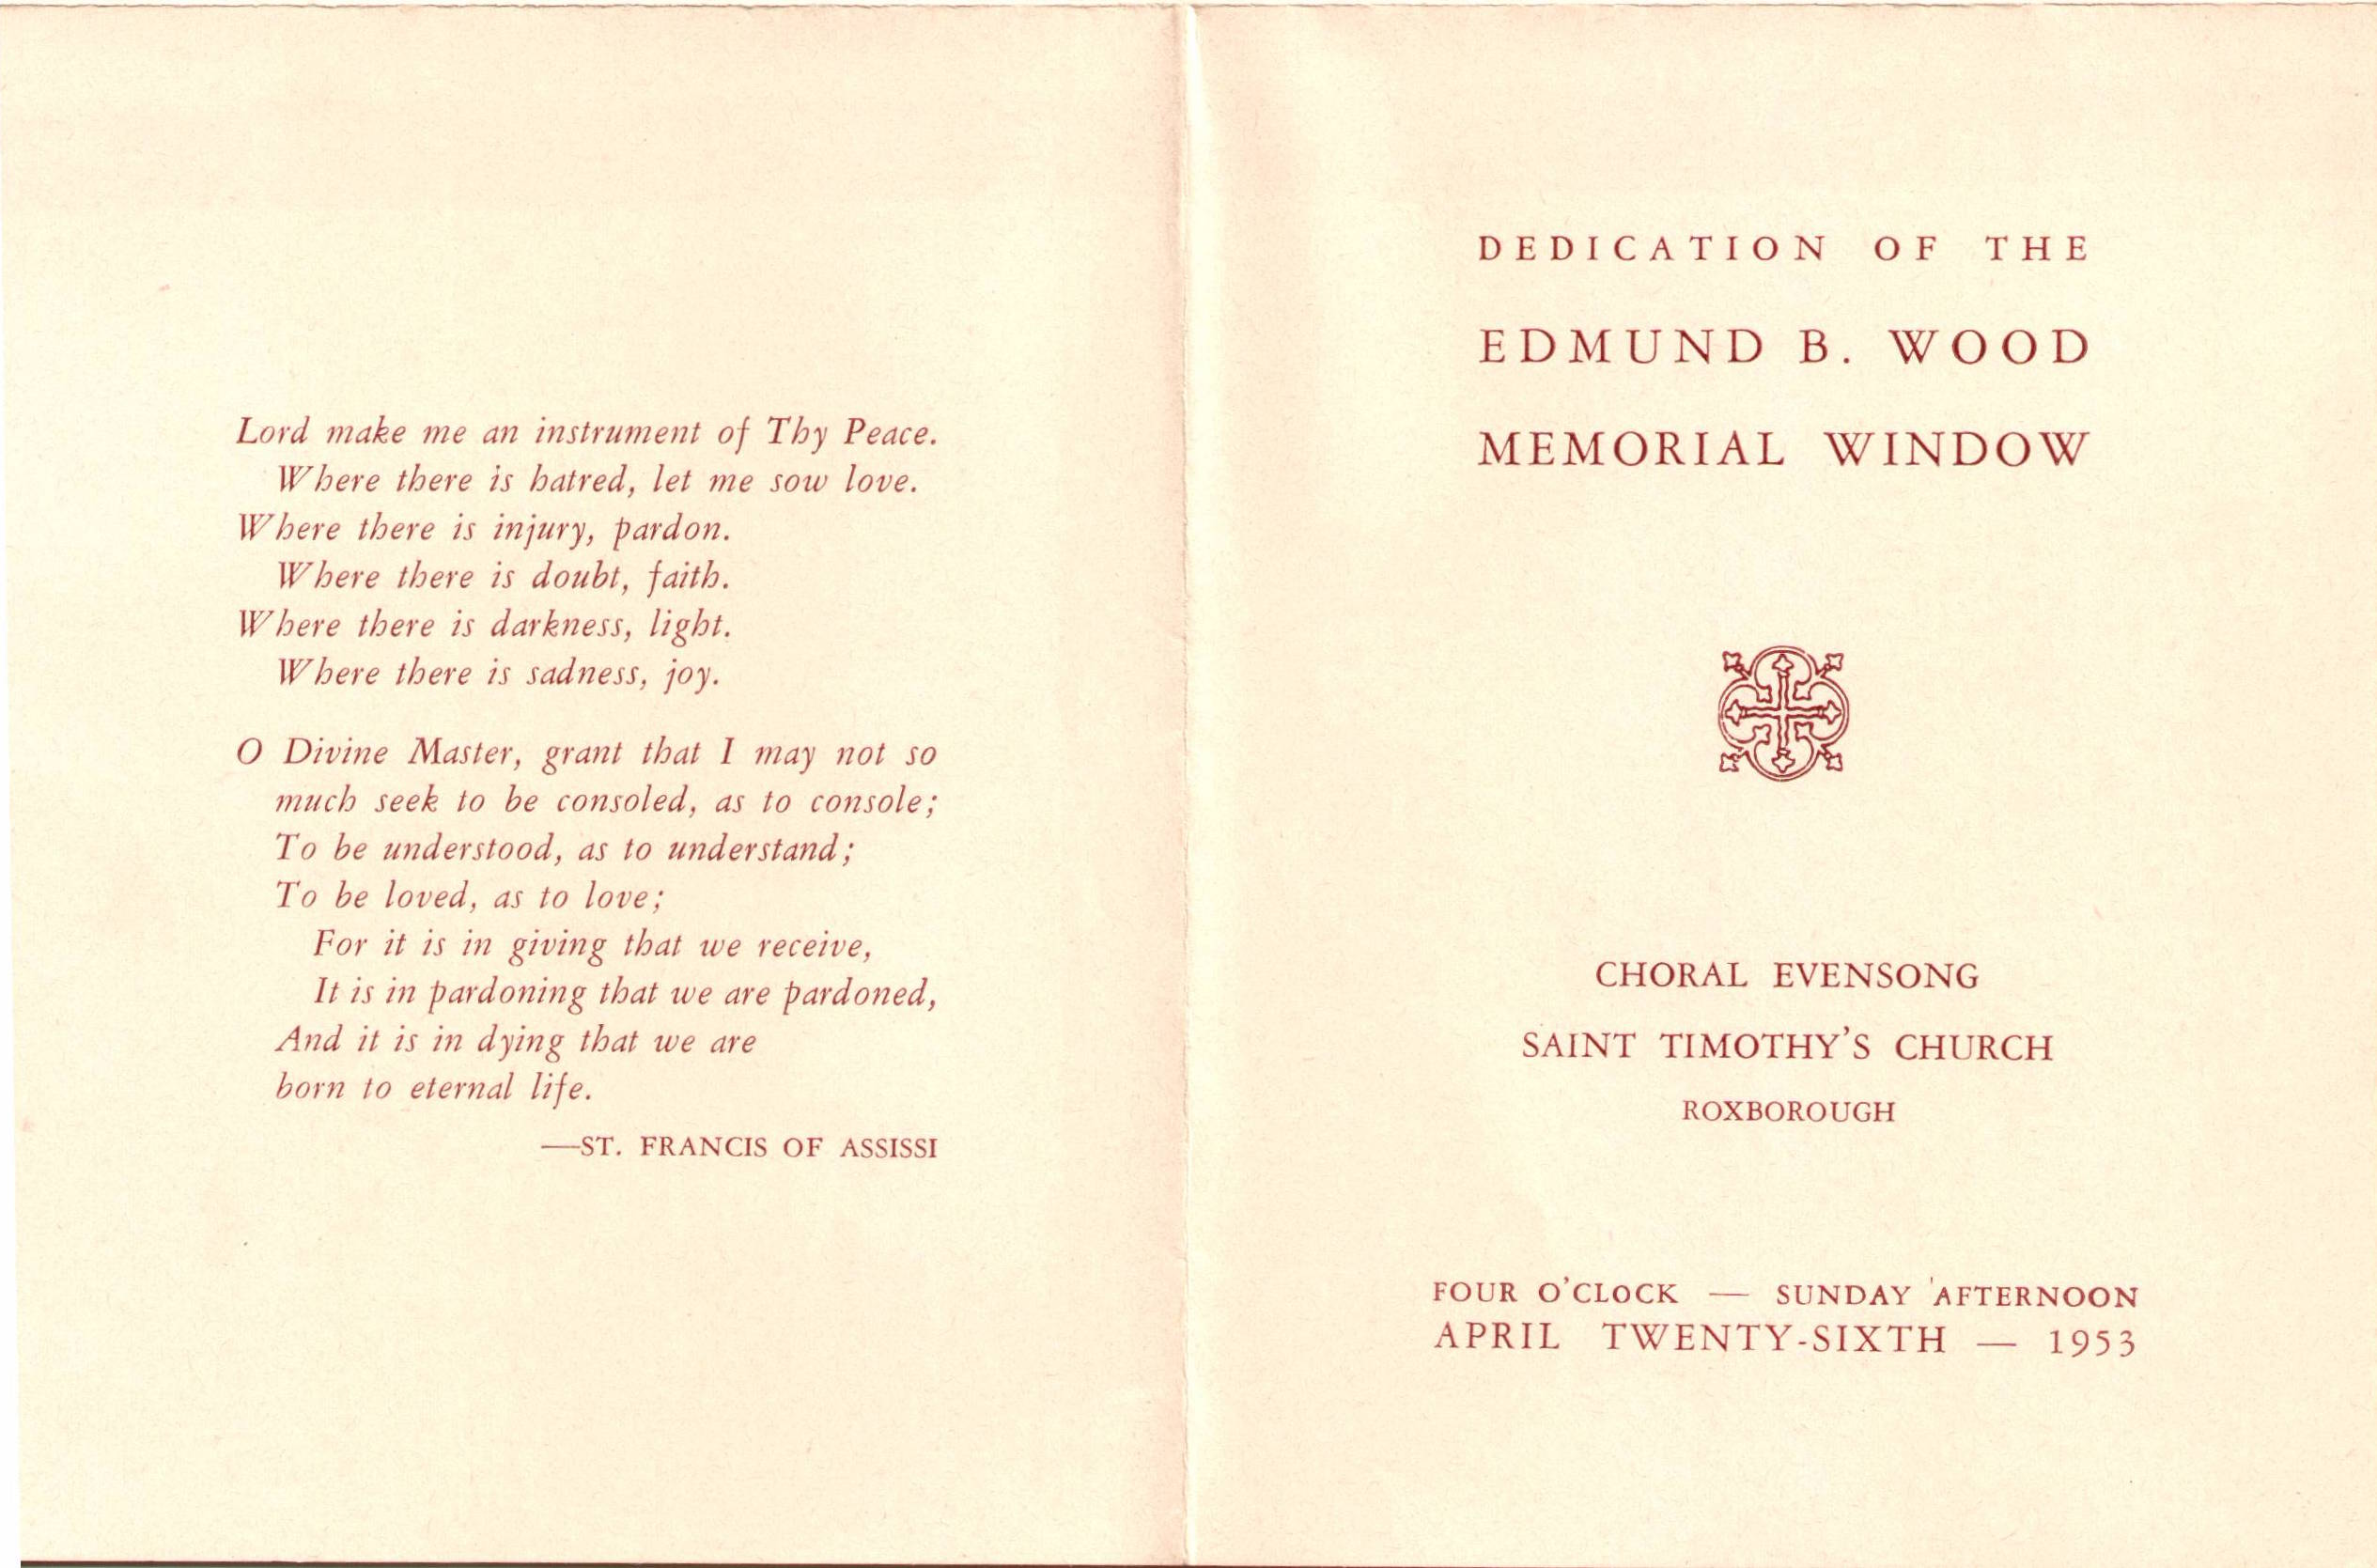 Lord make me an instrument of Thy Peace.
Where there is hatred, let me sow love.
Where there is injury, pardon.
Where there is doubt, faith.
Where there is darkness, light.
Where there is sadness, joy.
O Divine Master, grant that I may not so
much seek to be consoled, as to console;
To be understood, as to understand;
To be loved, as to love;
For it is in giving that we receive,
It is in pardoning that we are pardoned,
And it is in dying that we are
born to eternal life.
—ST. FRANCIS OF ASSISSI
DEDICATION OF THE
EDMUND B. WOOD
MEMORIAL WINDOW
CHORAL EVENSONG
SAINT TIMOTHY'S CHURCH
ROXBOROUGH
FOUR O'CLOCK — SUNDAY AFTERNOON
APRIL TWENTY-SIXTH — 1953